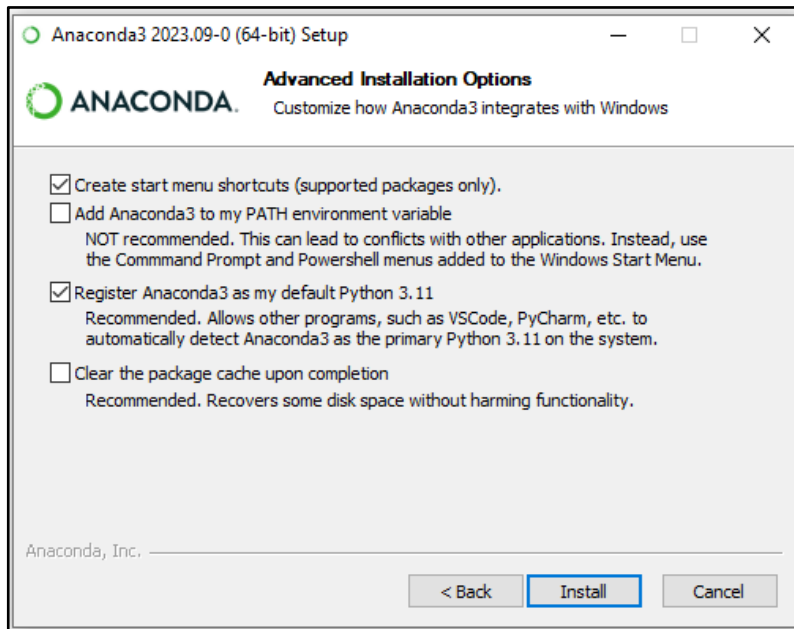 Anaconda3 2023.09-0 (64-bit) Setup
ANACONDA.
Advanced Installation Options
Customize how Anaconda3 integrates with Windows
Create start menu shortcuts (supported packages only).
Add Anaconda3 to my PATH environment variable
NOT recommended. This can lead to conflicts with other applications. Instead, use
the Commmand Prompt and Powershell menus added to the Windows Start Menu.
Register Anaconda3 as my default Python 3.11
Recommended. Allows other programs, such as VSCode, PyCharm, etc. to
automatically detect Anaconda3 as the primary Python 3.11 on the system.
Clear the package cache upon completion
Recommended. Recovers some disk space without harming functionality.
Anaconda, Inc.
< Back
Install
Cancel